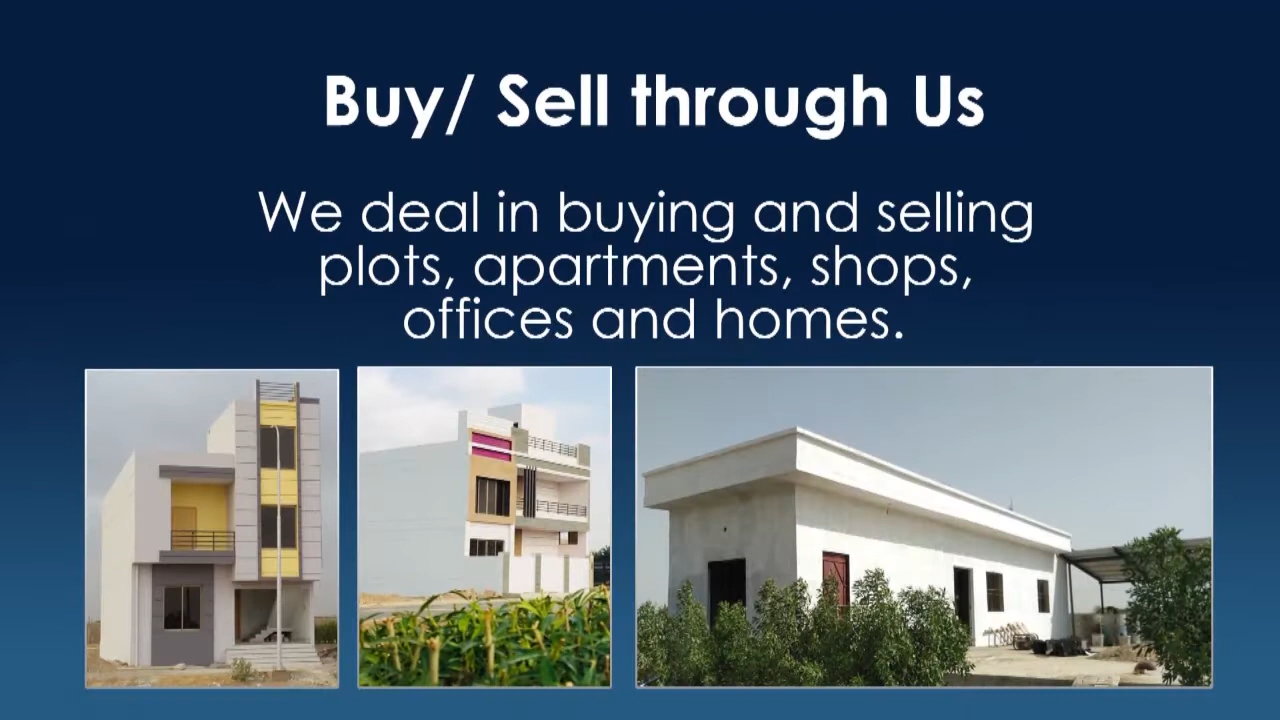 Buy/ Sell through Us
We deal in buying and selling
plots, apartments, shops,
offices and homes.